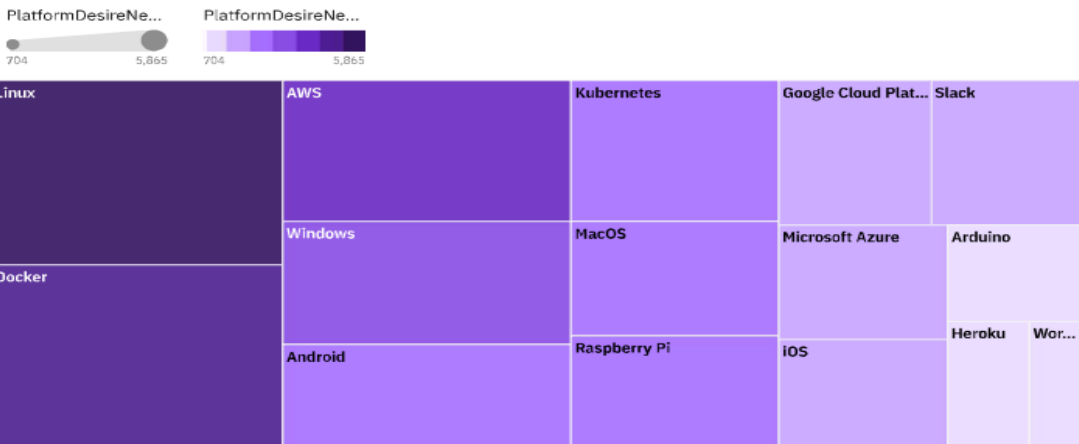 PlatformDesireNe... PlatformDesireNe...
704 5,865 704 5,865
Linux AWS Kubernetes Google Cloud Plat... Slack
Windows MacOS Microsoft Azure Arduino
Docker
Heroku Wor...
Android Raspberry Pi iOS